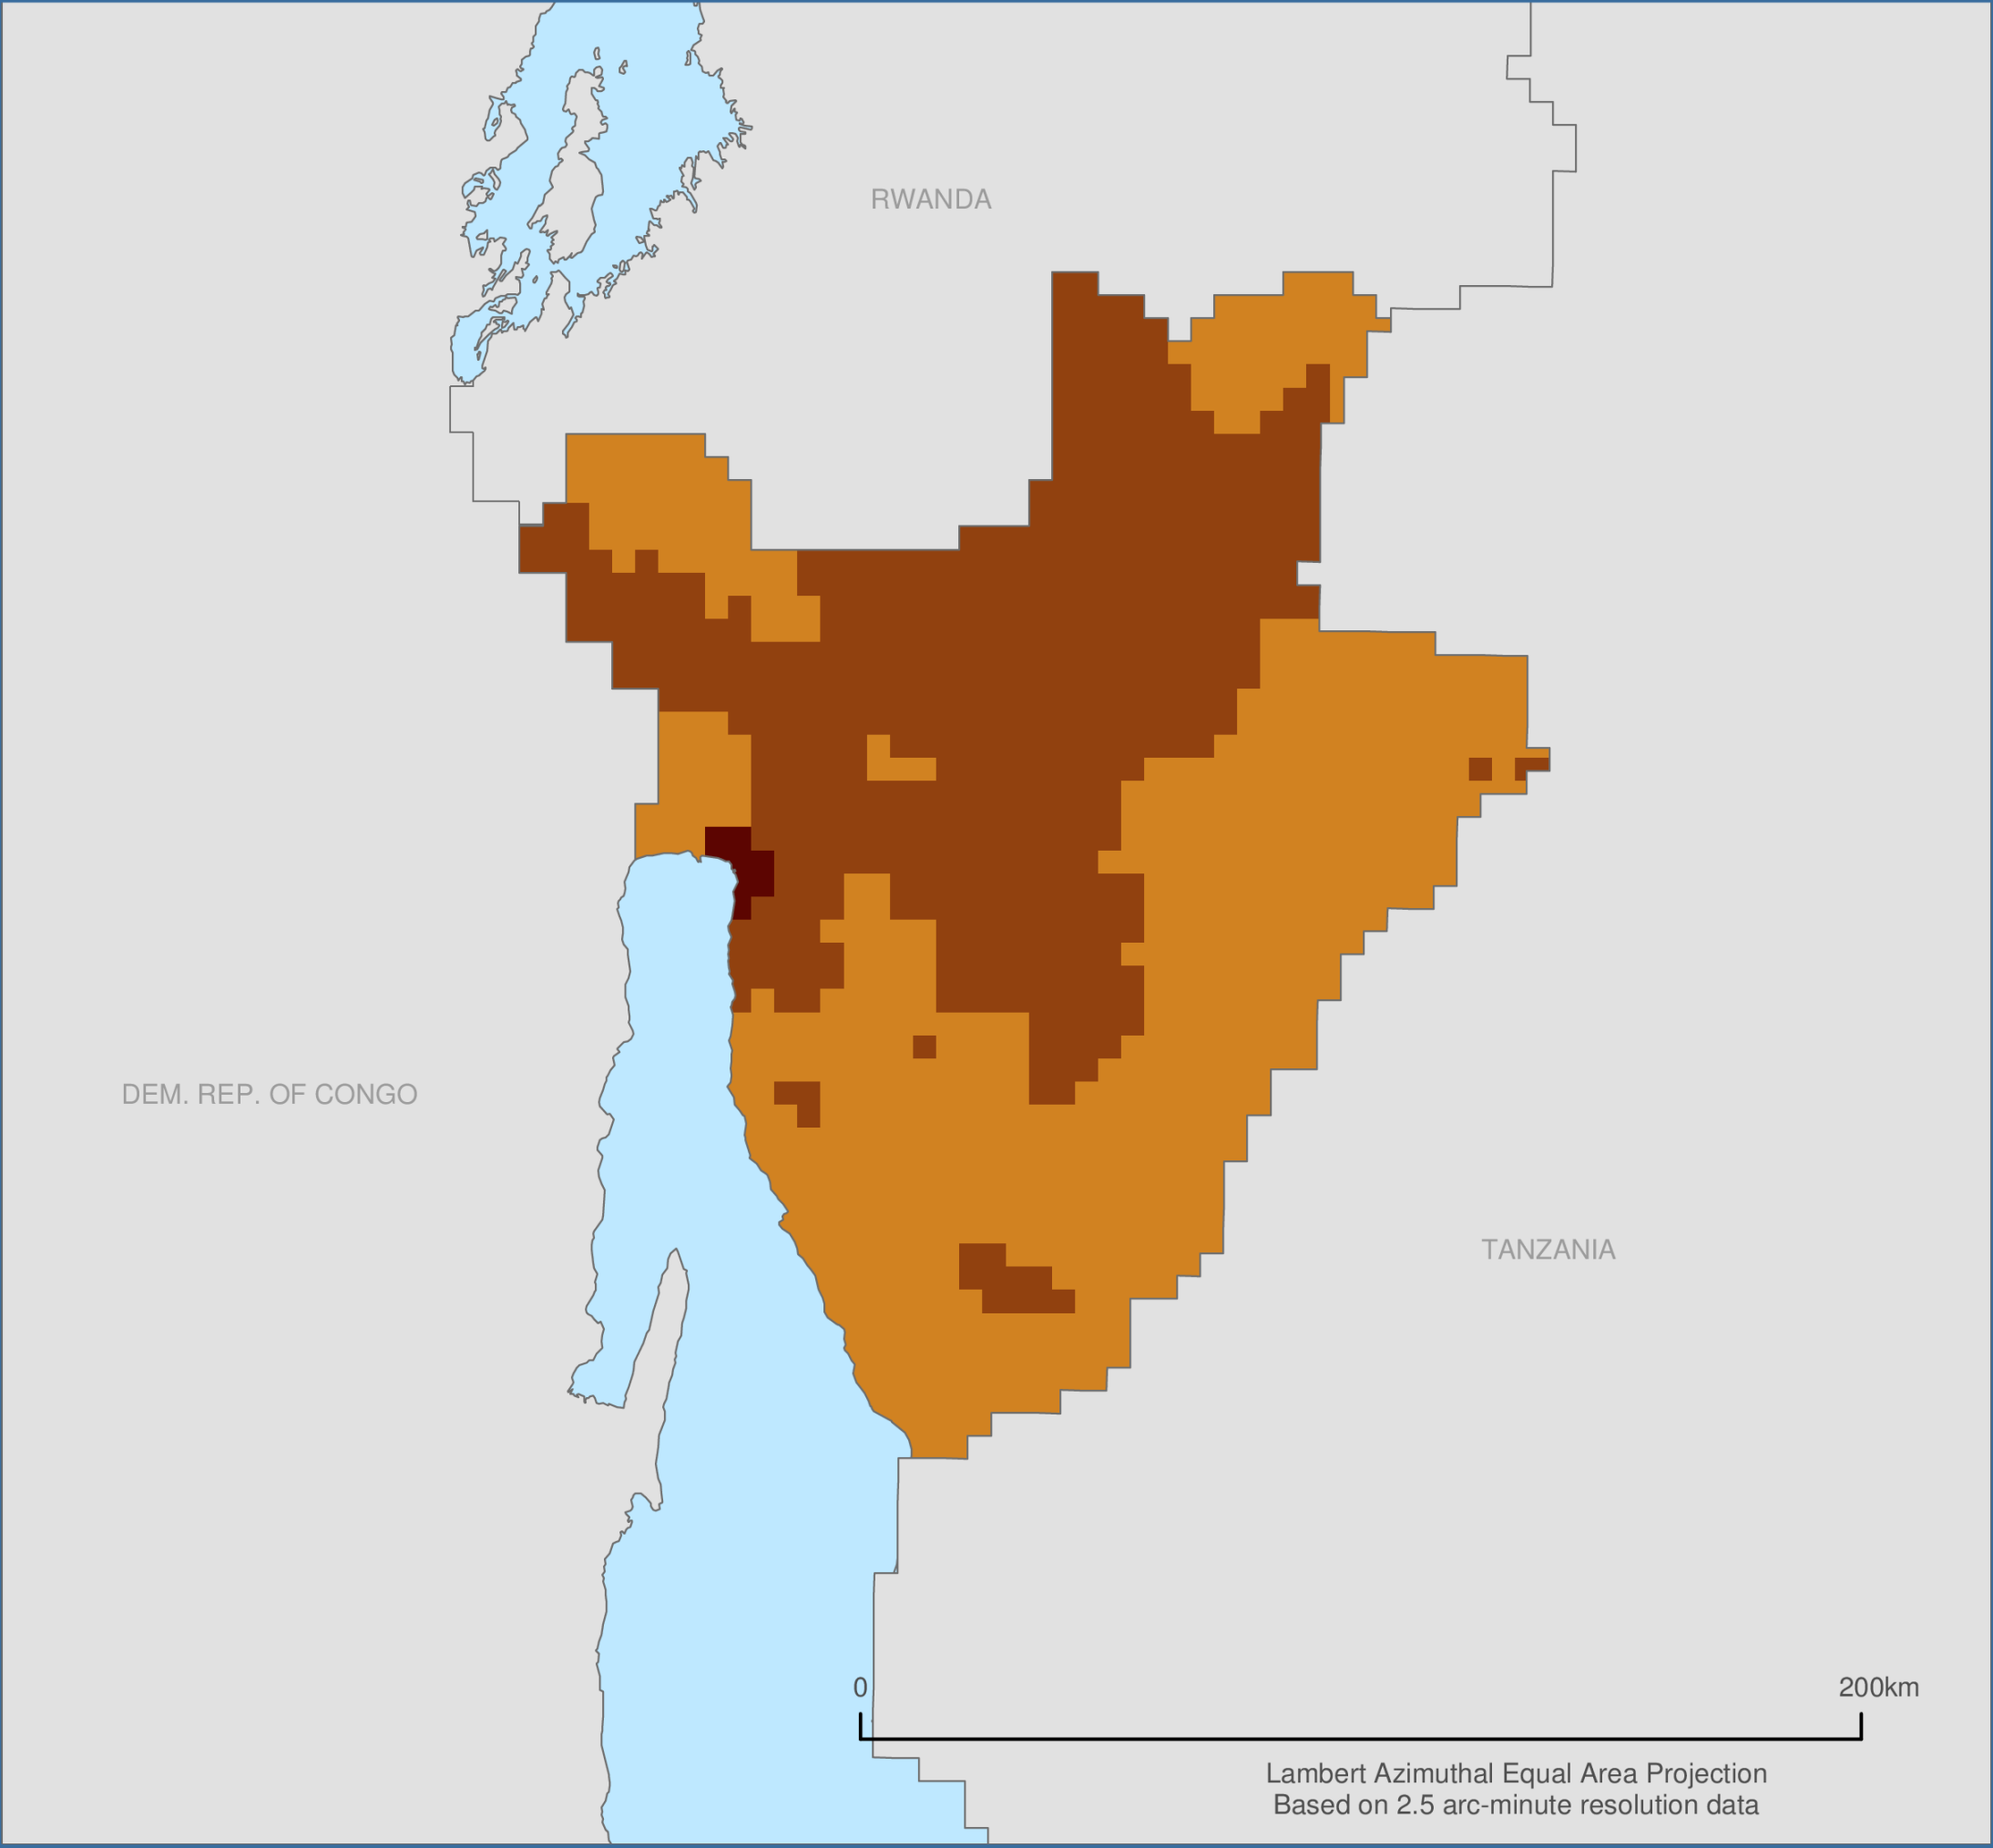 RWANDA
DEM. REP. OF CONGO
TANZANIA
0
200km
Lambert Azimuthal Equal Area Projection
Based on 2.5 arc-minute resolution data